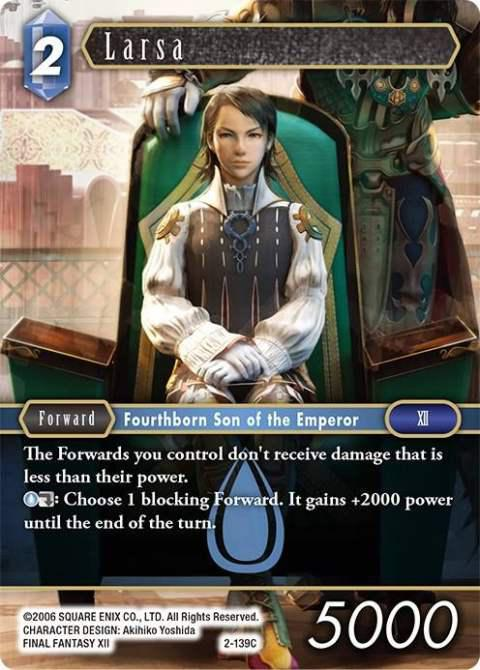 2
Larsa
Forward
Fourthborn Son of the Emperor
XII
The Forwards you control don't receive damage that is
less than their power.
: Choose 1 blocking Forward. It gains +2000 power
until the end of the turn.
©2006 SQUARE ENIX CO., LTD. All Rights Reserved.
CHARACTER DESIGN: Akihiko Yoshida
FINAL FANTASY XII
2-139C
5000